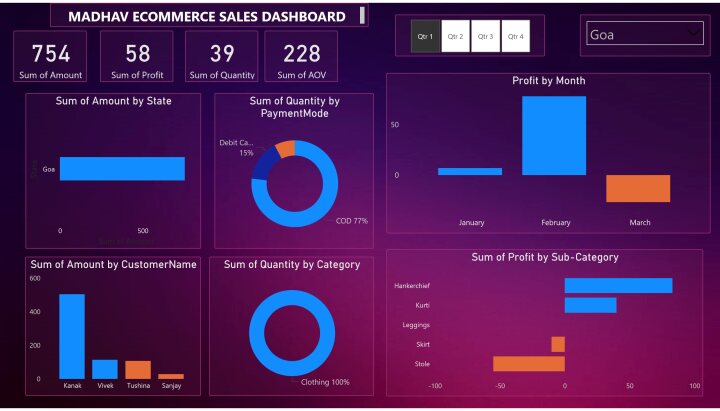 MADHAV ECOMMERCE SALES DASHBOARD
Qtr 1
Qtr 2
Qtr 3
Qtr 4
Goa
754
Sum of Amount
58
Sum of Profit
39
Sum of Quantity
228
Sum of AOV
Sum of Amount by State
State
Goa
0
500
Sum of Amount
Sum of Quantity by
PaymentMode
Debit Ca...
15%
COD 77%
Profit by Month
50
0
January
February
March
Sum of Amount by CustomerName
600
400
200
0
Kanak
Vivek
Tushina
Sanjay
Sum of Quantity by Category
Clothing 100%
Sum of Profit by Sub-Category
Hankerchief
Kurti
Leggings
Skirt
Stole
-100
-50
0
50
100